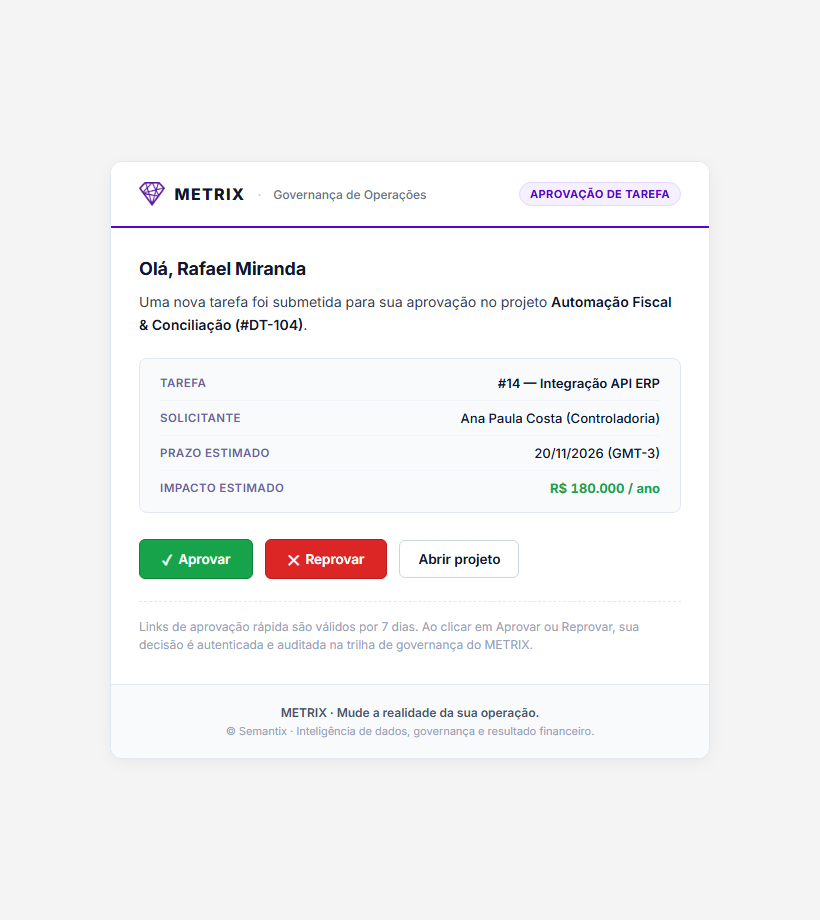 METRIX · Governança de Operações APROVAÇÃO DE TAREFA
Olá, Rafael Miranda
Uma nova tarefa foi submetida para sua aprovação no projeto Automação Fiscal
& Conciliação (#DT-104).
TAREFA #14 — Integração API ERP
SOLICITANTE Ana Paula Costa (Controladoria)
PRAZO ESTIMADO 20/11/2026 (GMT-3)
IMPACTO ESTIMADO R$ 180.000 / ano
✓ Aprovar ✕ Reprovar Abrir projeto
Links de aprovação rápida são válidos por 7 dias. Ao clicar em Aprovar ou Reprovar, sua
decisão é autenticada e auditada na trilha de governança do METRIX.
METRIX · Mude a realidade da sua operação.
© Semantix · Inteligência de dados, governança e resultado financeiro.